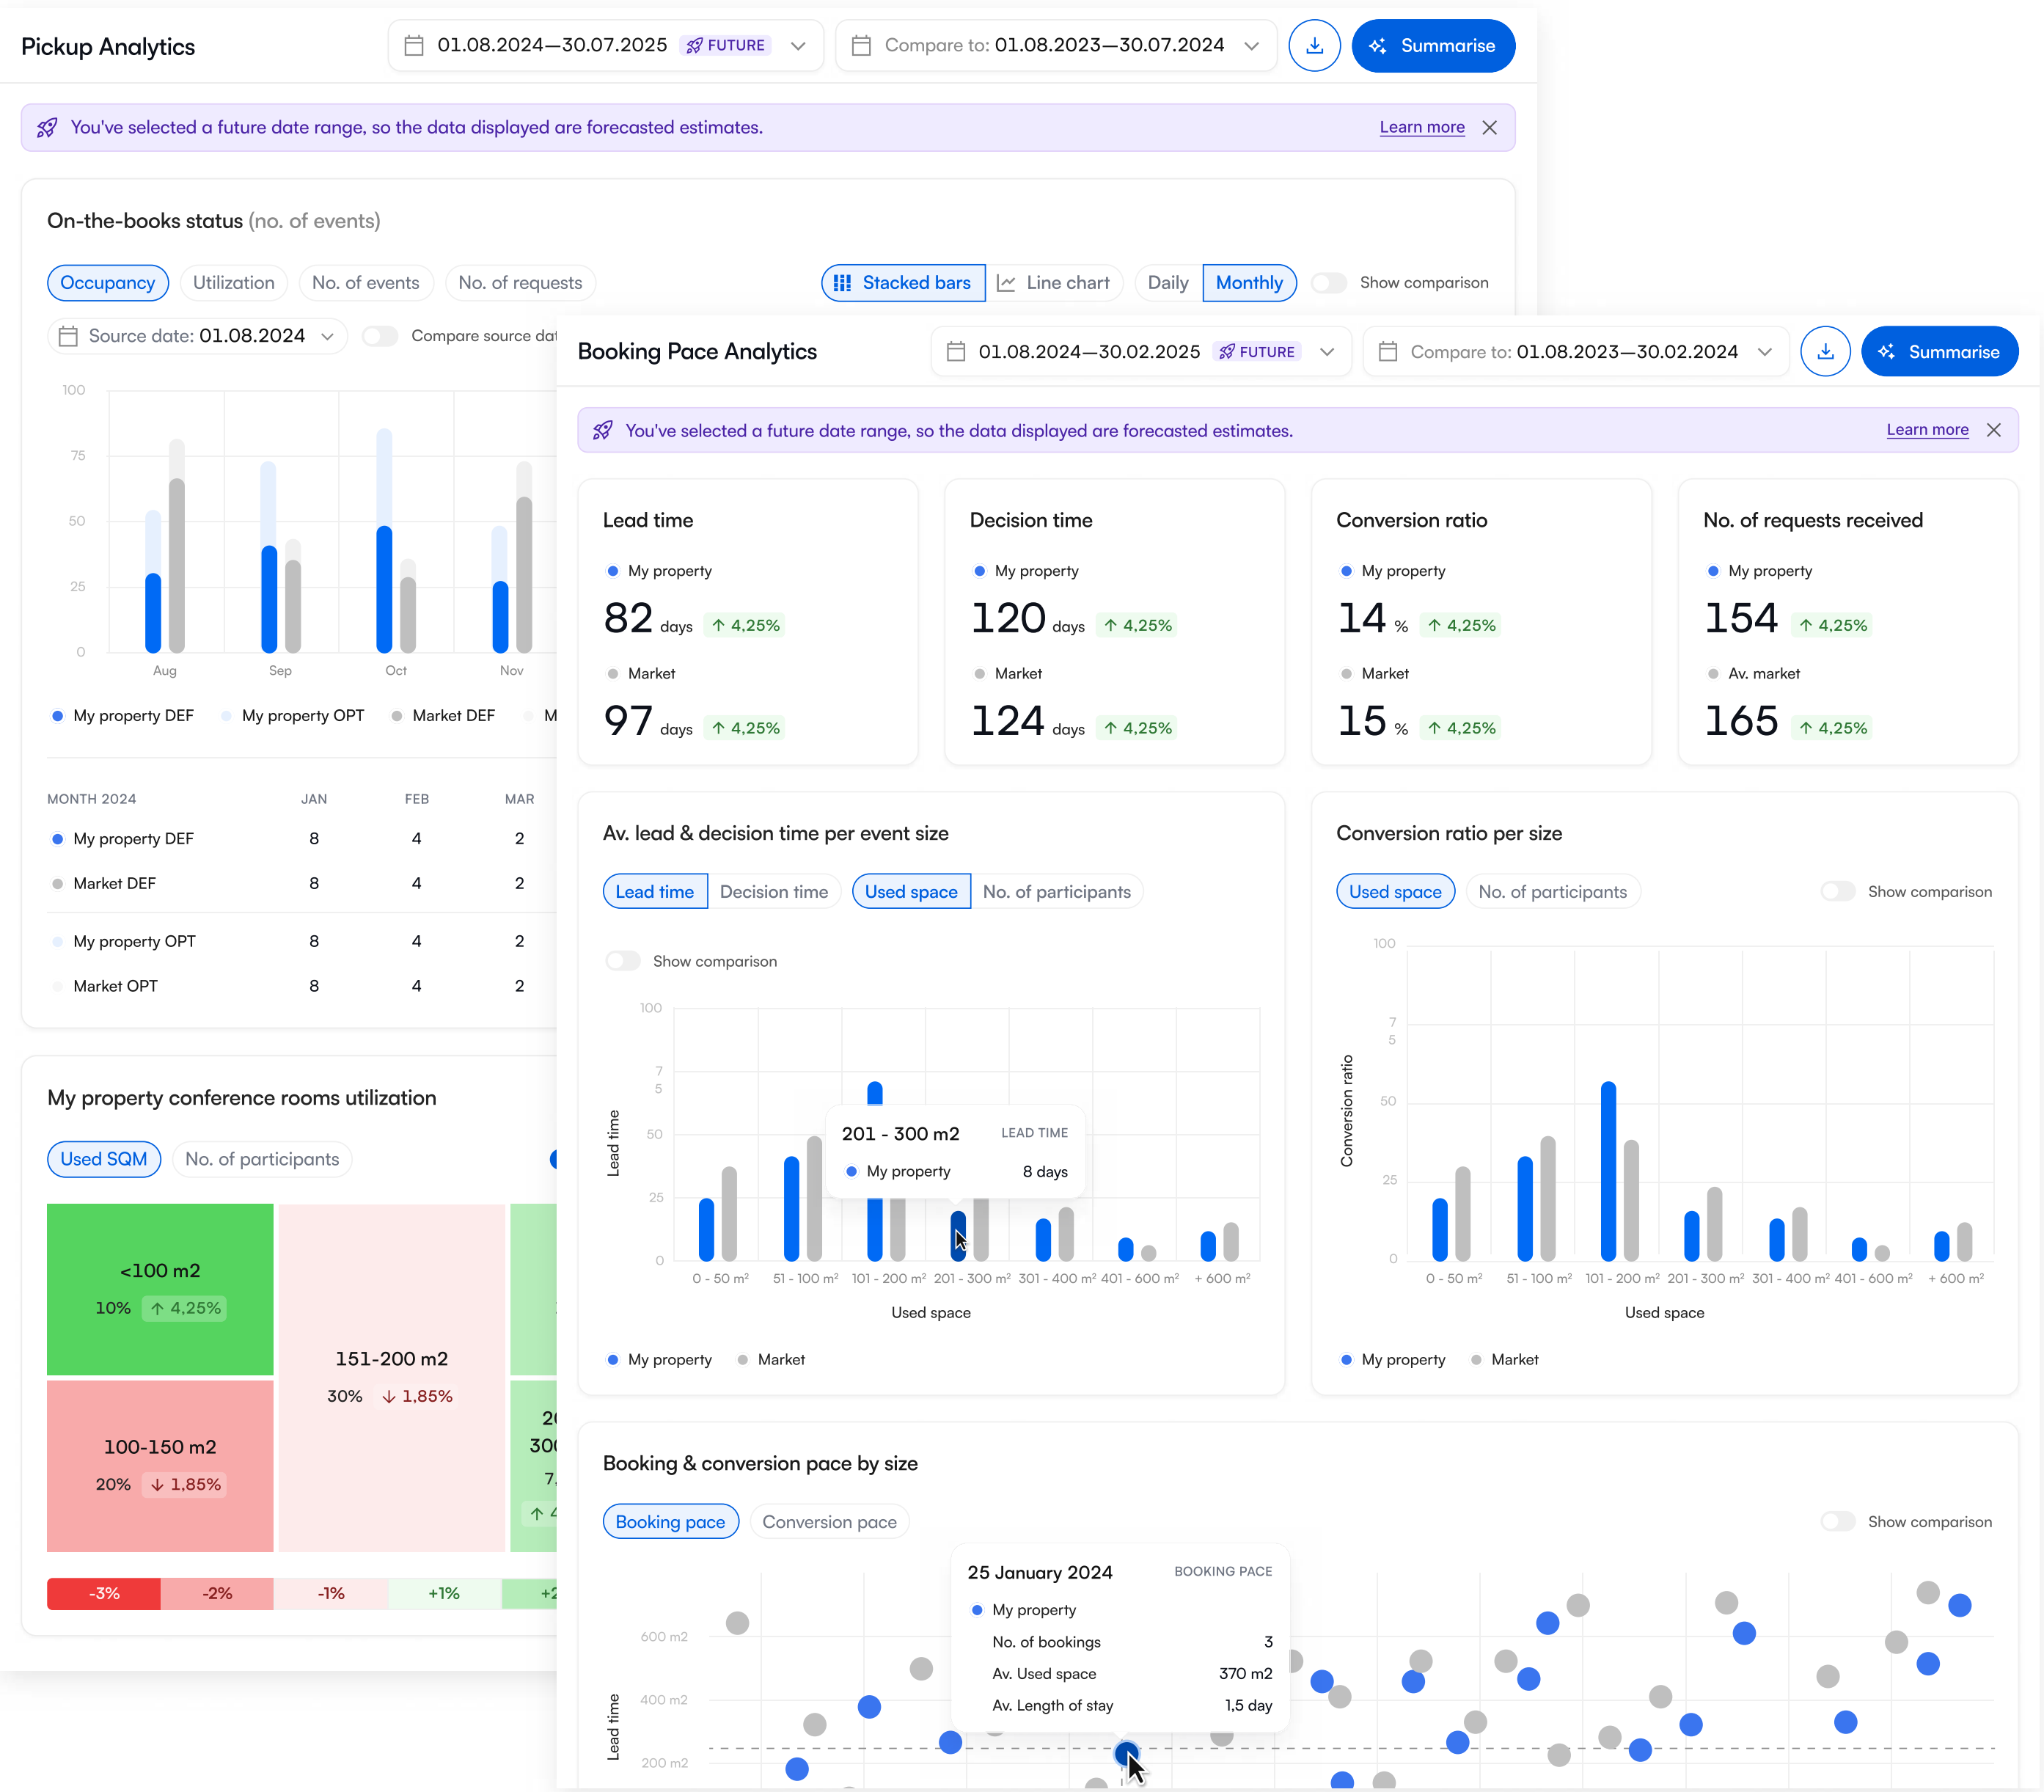 Pickup Analytics
01.08.2024—30.07.2025 FUTURE
Compare to: 01.08.2023—30.07.2024
Summarise
You've selected a future date range, so the data displayed are forecasted estimates.
Learn more
On-the-books status (no. of events)
Occupancy Utilization No. of events No. of requests
Stacked bars Line chart Daily Monthly Show comparison
Source date: 01.08.2024
Compare source dat
100
75
50
25
0
Aug Sep Oct Nov
My property DEF My property OPT Market DEF M
MONTH 2024 JAN FEB MAR
My property DEF 8 4 2
Market DEF 8 4 2
My property OPT 8 4 2
Market OPT 8 4 2
My property conference rooms utilization
Used SQM No. of participants
<100 m2
10% ↑ 4,25%
100-150 m2
20% ↓ 1,85%
151-200 m2
30% ↓ 1,85%
20
300
7,
↑ 4
-3% -2% -1% +1% +2
Booking Pace Analytics
01.08.2024—30.02.2025 FUTURE
Compare to: 01.08.2023—30.02.2024
Summarise
You've selected a future date range, so the data displayed are forecasted estimates.
Learn more
Lead time
My property
82 days ↑ 4,25%
Market
97 days ↑ 4,25%
Decision time
My property
120 days ↑ 4,25%
Market
124 days ↑ 4,25%
Conversion ratio
My property
14 % ↑ 4,25%
Market
15 % ↑ 4,25%
No. of requests received
My property
154 ↑ 4,25%
Av. market
165 ↑ 4,25%
Av. lead & decision time per event size
Lead time Decision time Used space No. of participants
Show comparison
100
7
5
50
25
0
Lead time
201 - 300 m2 LEAD TIME
My property 8 days
0 - 50 m² 51 - 100 m² 101 - 200 m² 201 - 300 m² 301 - 400 m² 401 - 600 m² + 600 m²
Used space
My property Market
Conversion ratio per size
Used space No. of participants
Show comparison
100
7
5
50
25
0
Conversion ratio
0 - 50 m² 51 - 100 m² 101 - 200 m² 201 - 300 m² 301 - 400 m² 401 - 600 m² + 600 m²
Used space
My property Market
Booking & conversion pace by size
Booking pace Conversion pace
Show comparison
600 m2
400 m2
200 m2
Lead time
25 January 2024 BOOKING PACE
My property
No. of bookings 3
Av. Used space 370 m2
Av. Length of stay 1,5 day